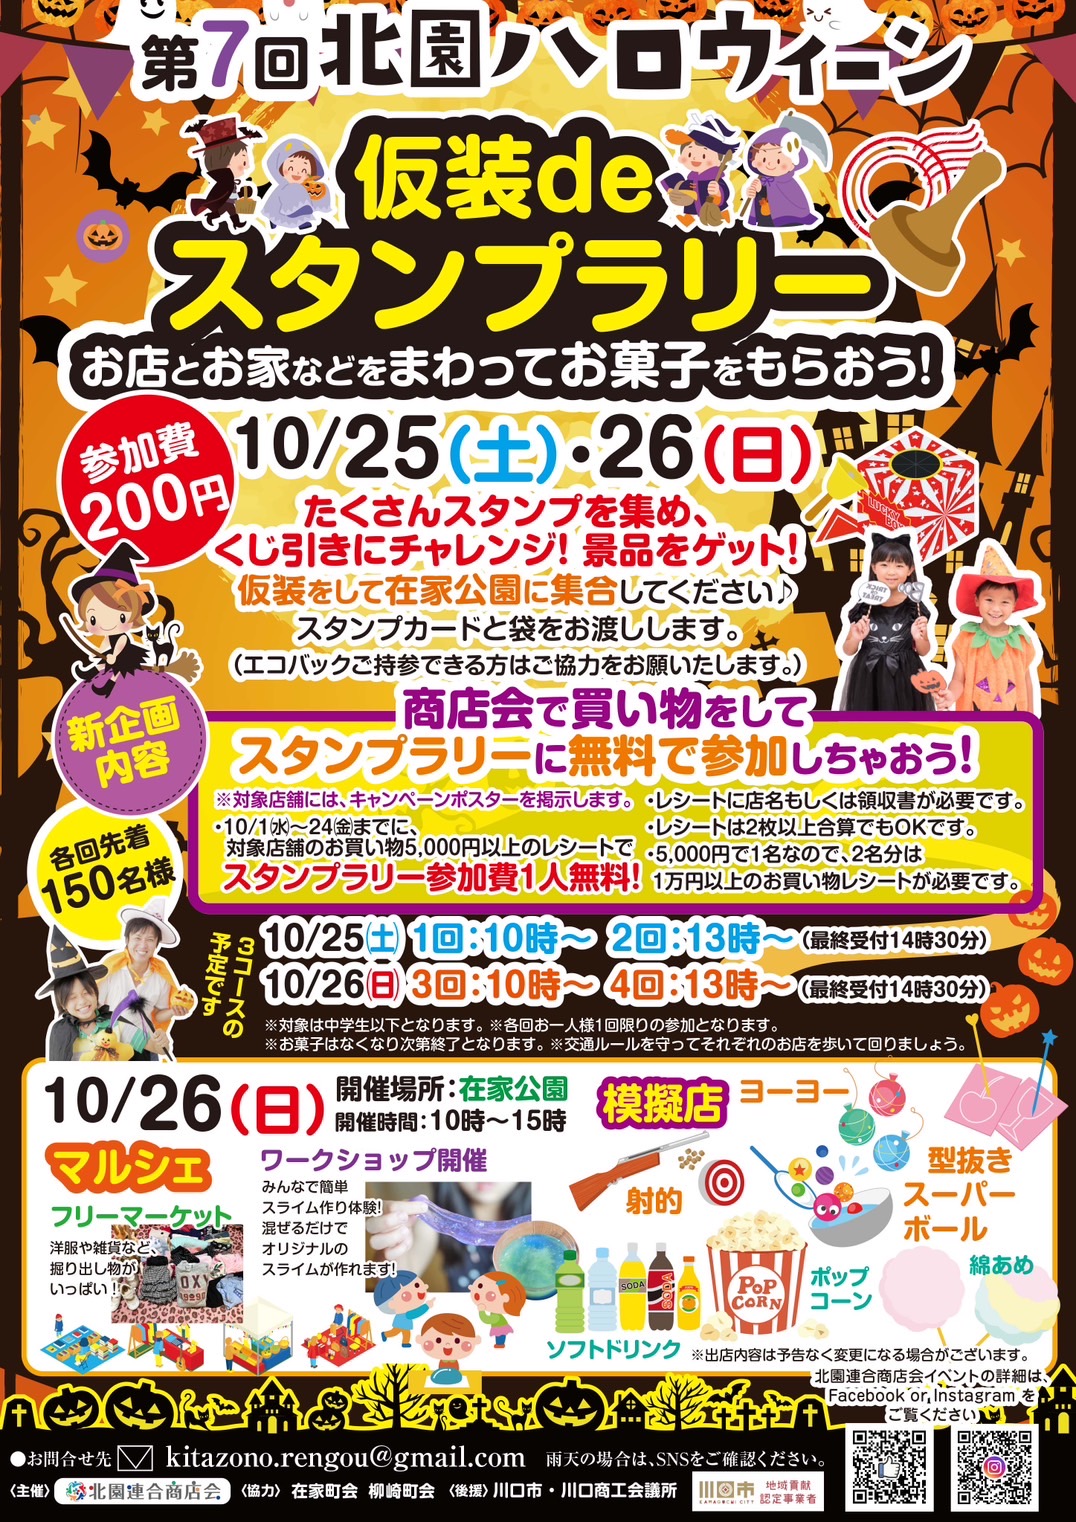 第7回北園ハロウィーン
仮装de
スタンプラリー
お店とお家などをまわってお菓子をもらおう!
参加費
200円
10/25(土)・26(日)
たくさんスタンプを集め、
くじ引きにチャレンジ! 景品をゲット!
LUCKY
BO
仮装をして在家公園に集合してください♪
スタンプカードと袋をお渡しします。
(エコバックご持参できる方はご協力をお願いたします。)
新企画
内容
商店会で買い物をして
スタンプラリーに無料で参加しちゃおう!
※対象店舗には、キャンペーンポスターを掲示します。
・10/1㈬〜24㈮までに、
対象店舗のお買い物5,000円以上のレシートで
スタンプラリー参加費1人無料!
・レシートに店名もしくは領収書が必要です。
・レシートは2枚以上合算でもOKです。
・5,000円で1名なので、2名分は
1万円以上のお買い物レシートが必要です。
各回先着
150名様
3コースの
予定です
10/25㈯ 1回:10時〜 2回:13時〜(最終受付14時30分)
10/26㈰ 3回:10時〜 4回:13時〜(最終受付14時30分)
※対象は中学生以下となります。※各回お一人様1回限りの参加となります。
※お菓子はなくなり次第終了となります。※交通ルールを守ってそれぞれのお店を歩いて回りましょう。
10/26(日)
開催場所:在家公園
開催時間:10時〜15時
マルシェ
フリーマーケット
洋服や雑貨など、
掘り出し物が
いっぱい!
ワークショップ開催
みんなで簡単
スライム作り体験!
混ぜるだけで
オリジナルの
スライムが作れます!
模擬店
ヨーヨー
射的
型抜き
スーパー
ボール
SODA
SODA
ソフトドリンク
POP
CORN
ポップ
コーン
綿あめ
※出店内容は予告なく変更になる場合がございます。
北園連合商店会イベントの詳細は、
Facebook or Instagram を
ご覧ください
●お問合せ先 kitazono.rengou@gmail.com 雨天の場合は、SNSをご確認ください。
〈主催〉 北園連合商店会 〈協力〉 在家町会 柳崎町会 〈後援〉川口市・川口商工会議所
川口市
KAWAGUCHI CITY
地域貢献
認定事業者